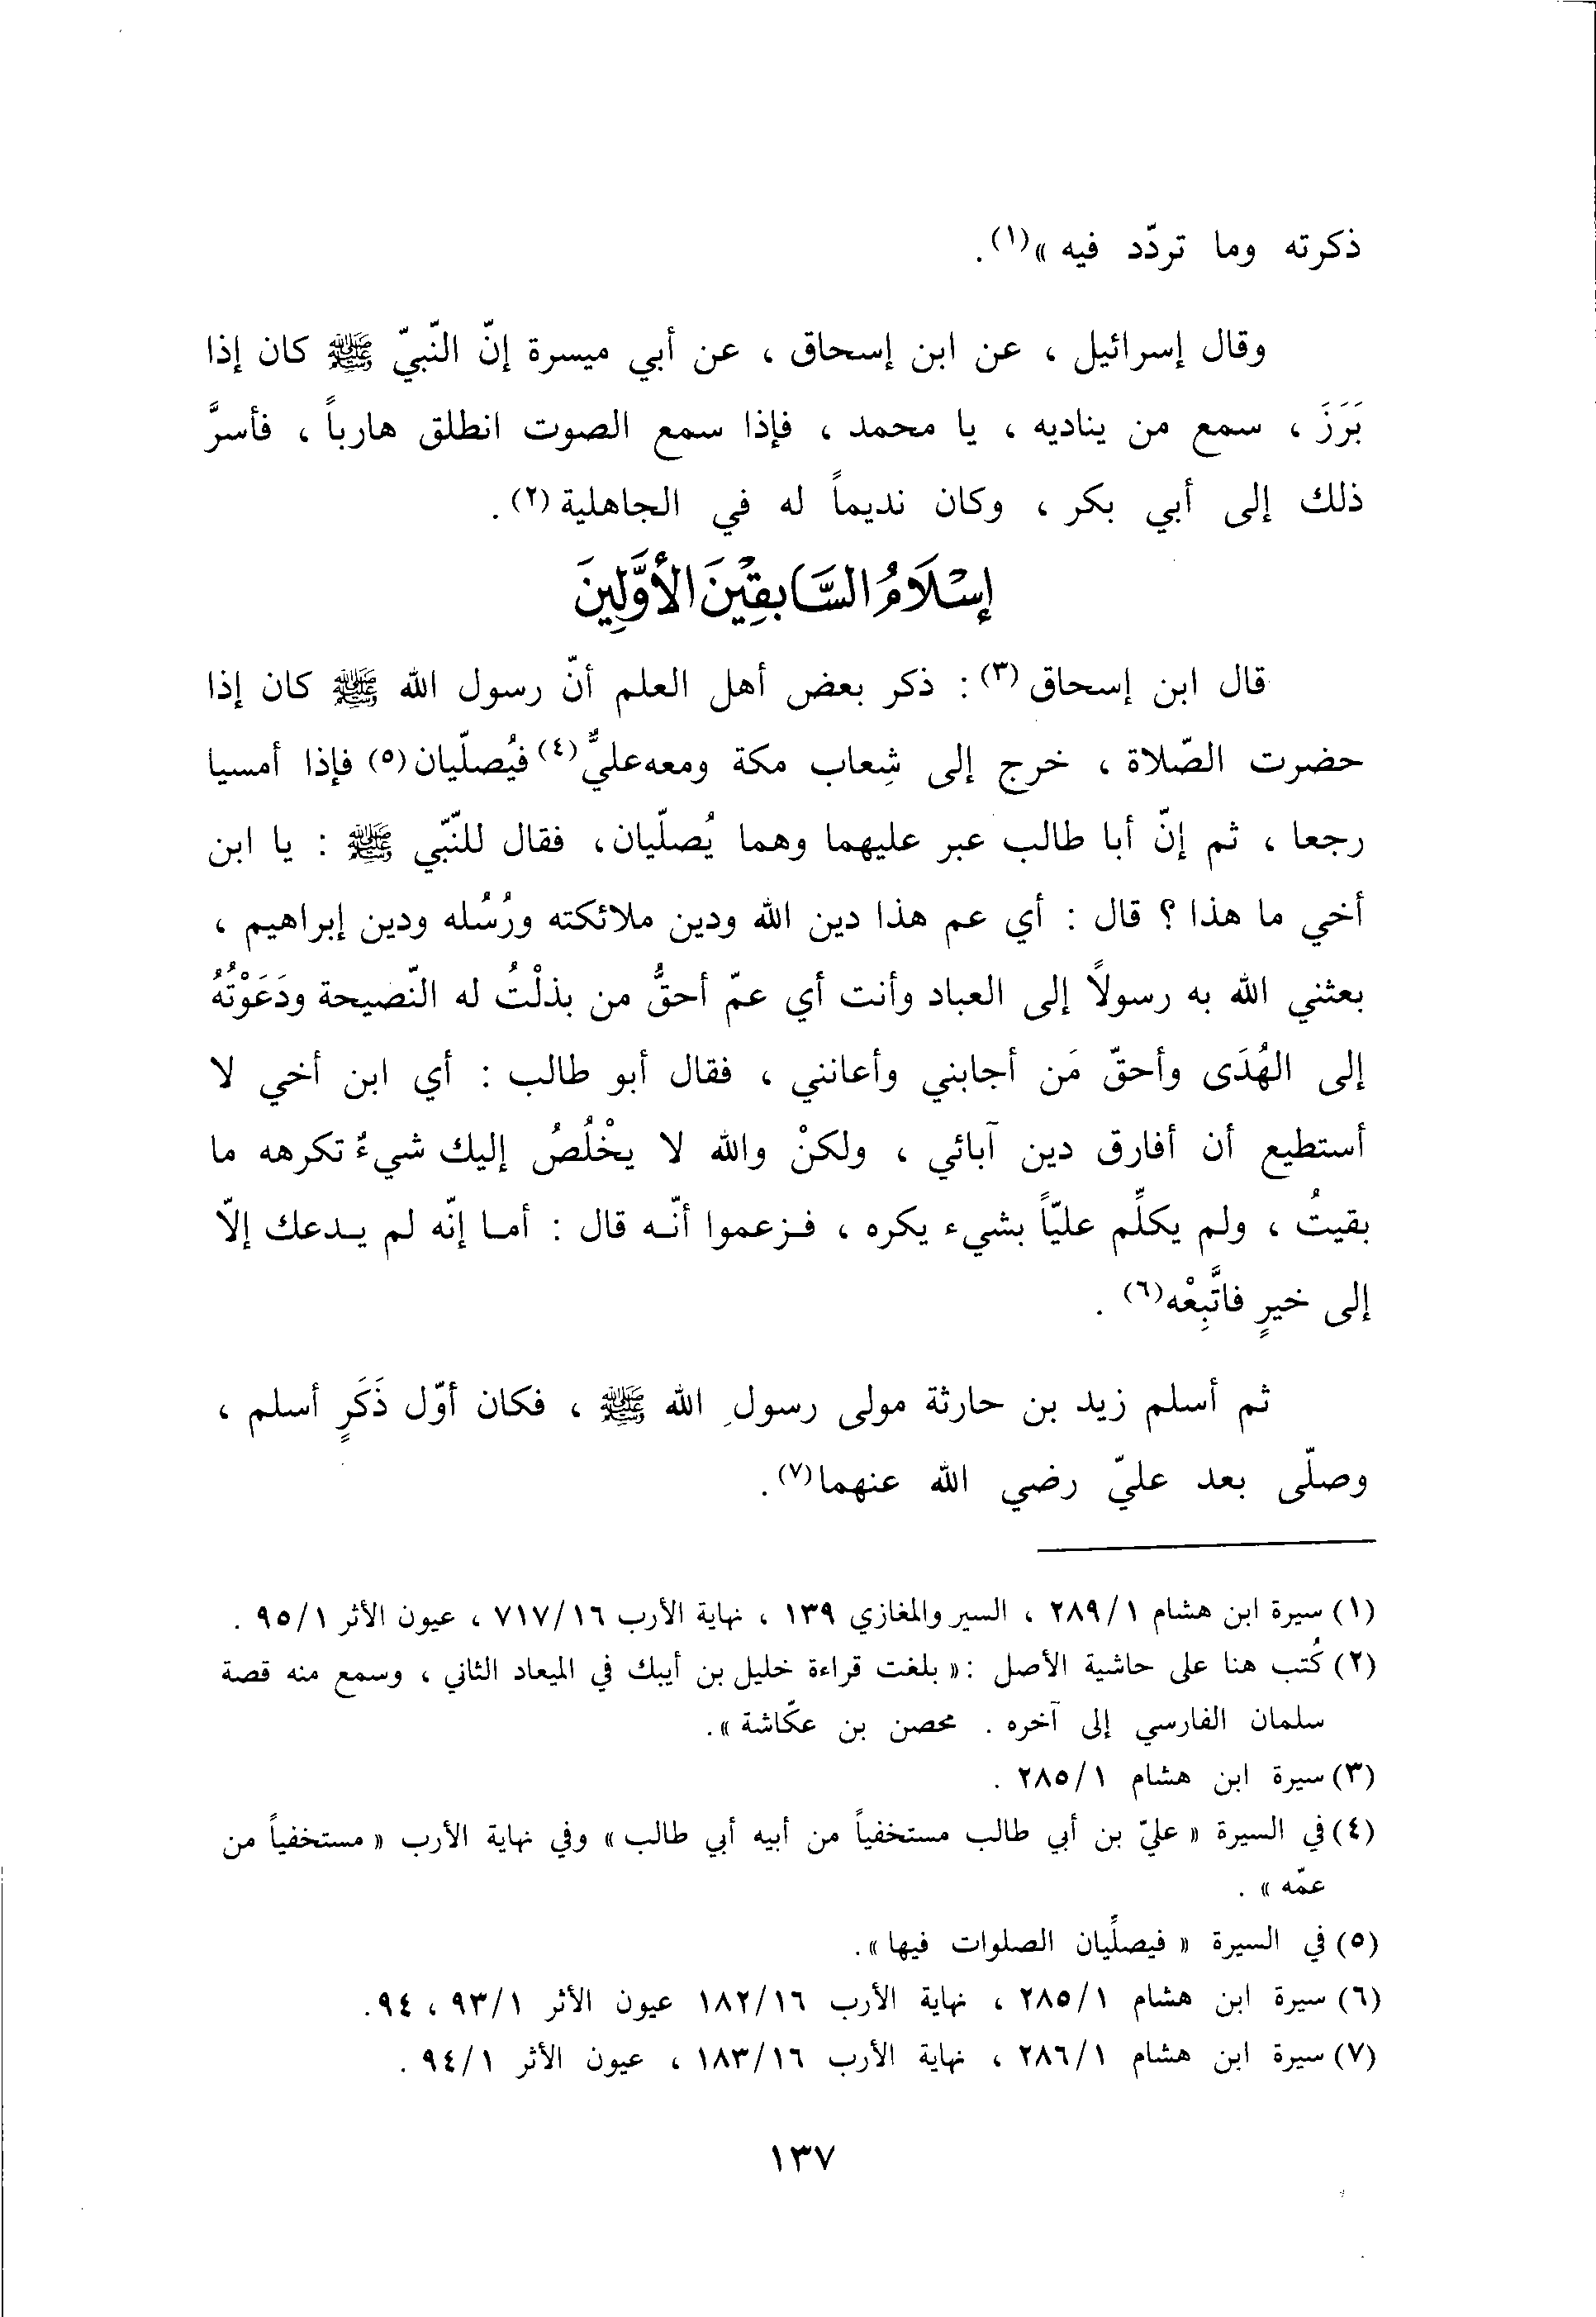 ذكرته وما تردّد فيه »(١) .
وقال إسرائيل ، عن ابن إسحاق ، عن أبي ميسرة إنّ النّبيّ ﷺ كان إذا
بَرَزَ ، سمع من يناديه ، يا محمد ، فإذا سمع الصوت انطلق هارباً ، فأسرَّ
ذلك إلى أبي بكر ، وكان نديماً له في الجاهلية (٢) .
إِسْلَامُ السَّابِقِيْنَ الأَوَّلِينَ
قال ابن إسحاق (٣) : ذكر بعض أهل العلم أنّ رسول الله ﷺ كان إذا
حضرت الصّلاة ، خرج إلى شِعاب مكة ومعه عليٌّ (٤) فيُصلّيان (٥) فإذا أمسيا
رجعا ، ثم إنّ أبا طالب عبر عليهما وهما يُصلّيان، فقال للنّبّي ﷺ : يا ابن
أخي ما هذا ؟ قال : أي عم هذا دين الله ودين ملائكته ورُسُله ودين إبراهيم ،
بعثني الله به رسولاً إلى العباد وأنت أي عمّ أحقُّ من بذلْتُ له النّصيحة ودَعَوْتُهُ
إلى الهُدَى وأحقّ مَن أجابني وأعانني ، فقال أبو طالب : أي ابن أخي لا
أستطيع أن أفارق دين آبائي ، ولكنْ والله لا يخْلُصُ إليك شيءٌ تكرهه ما
بقيتُ ، ولم يكلِّم عليّاً بشيء يكره ، فـزعموا أنّـه قال : أمـا إنّه لم يـدعك إلاّ
إلى خيرٍ فاتَّبِعْه (٦) .
ثم أسلم زيد بن حارثة مولى رسولِ الله ﷺ ، فكان أوّل ذَكَرٍ أسلم ،
وصلّى بعد عليّ رضي الله عنهما (٧) .
(١) سيرة ابن هشام ٢٨٩/١ ، السير والمغازي ١٣٩ ، نهاية الأرب ٧١٧/١٦ ، عيون الأثر ٩٥/١ .
(٢) كُتب هنا على حاشية الأصل : « بلغت قراءة خليل بن أيبك في الميعاد الثاني ، وسمع منه قصة
سلمان الفارسي إلى آخره . محصن بن عكّاشة » .
(٣) سيرة ابن هشام ٢٨٥/١ .
(٤) في السيرة « عليّ بن أبي طالب مستخفياً من أبيه أبي طالب » وفي نهاية الأرب « مستخفياً من
عمّه » .
(٥) في السيرة « فيصلِّيان الصلوات فيها » .
(٦) سيرة ابن هشام ٢٨٥/١ ، نهاية الأرب ١٨٢/١٦ عيون الأثر ٩٣/١ ، ٩٤ .
(٧) سيرة ابن هشام ٢٨٦/١ ، نهاية الأرب ١٨٣/١٦ ، عيون الأثر ٩٤/١ .
١٣٧